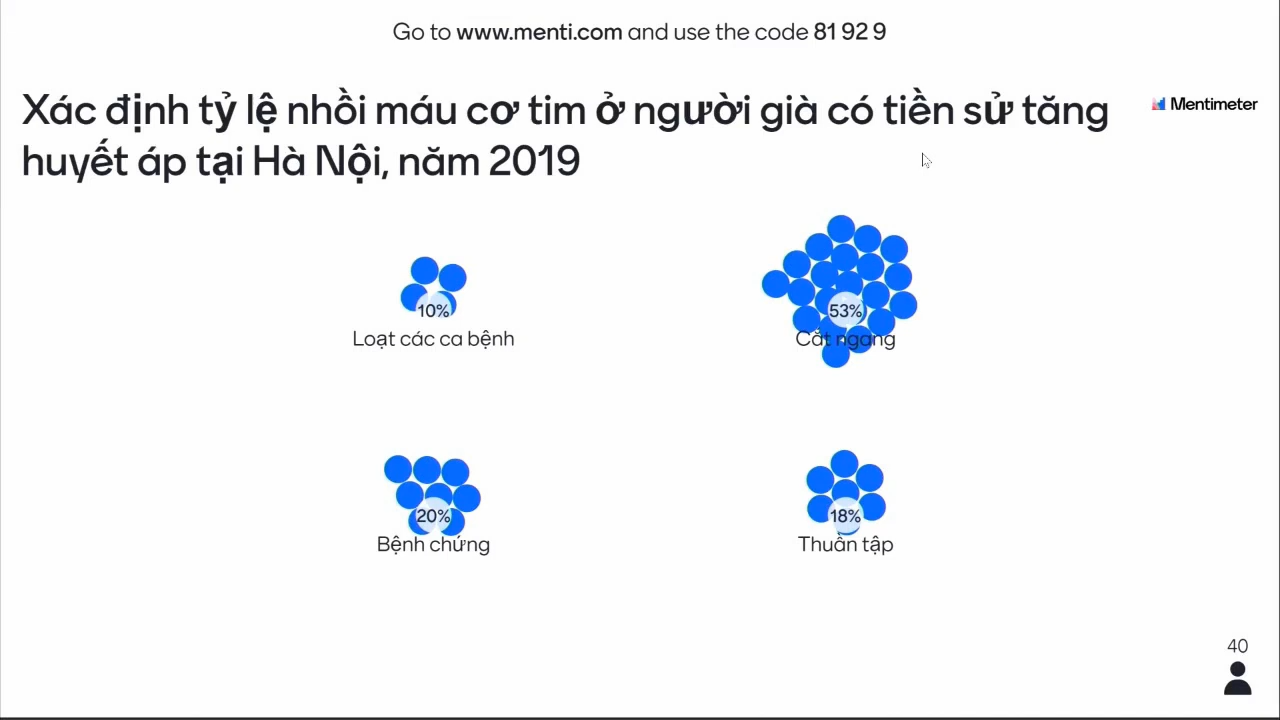 Go to www.menti.com and use the code 81 92 9
Xác định tỷ lệ nhồi máu cơ tim ở người già có tiền sử tăng
huyết áp tại Hà Nội, năm 2019
Mentimeter
10%
Loạt các ca bệnh
53%
Cắt ngang
20%
Bệnh chứng
18%
Thuần tập
40